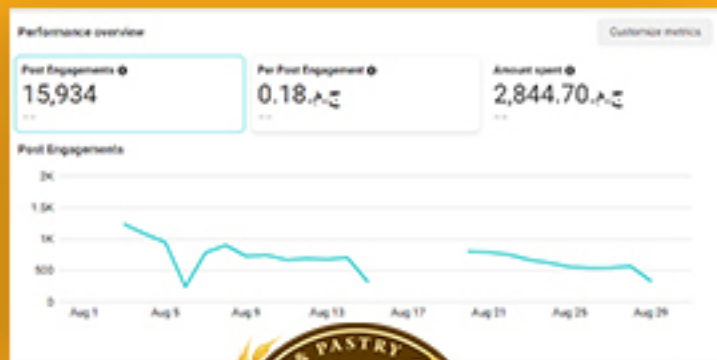 Performance overview
Customize metrics
Post Engagements
Per Post Engagement
Amount spent
15,934
0.18.ج.م
2,844.70.ج.م
--
--
--
Post Engagements
2K
1.5K
1K
500
0
Aug 1 Aug 5 Aug 9 Aug 13 Aug 17 Aug 21 Aug 25 Aug 29
& PASTRY